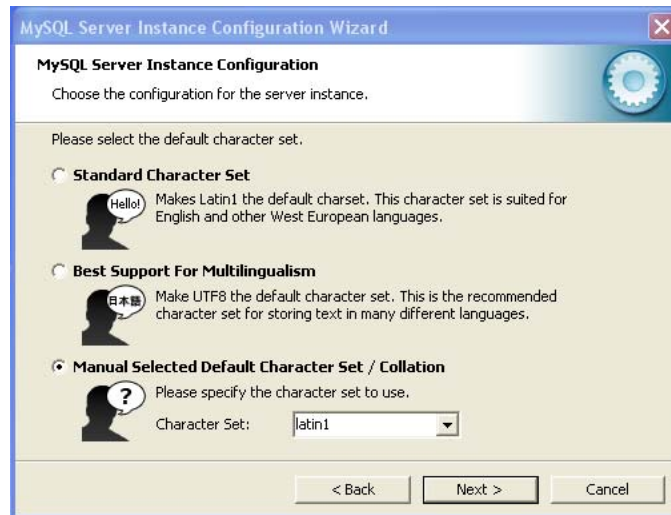 MySQL Server Instance Configuration Wizard
MySQL Server Instance Configuration
Choose the configuration for the server instance.
Please select the default character set.
Standard Character Set
Hello!
Makes Latin1 the default charset. This character set is suited for
English and other West European languages.
Best Support For Multilingualism
日本語
Make UTF8 the default character set. This is the recommended
character set for storing text in many different languages.
Manual Selected Default Character Set / Collation
?
Please specify the character set to use.
Character Set: latin1
< Back Next > Cancel